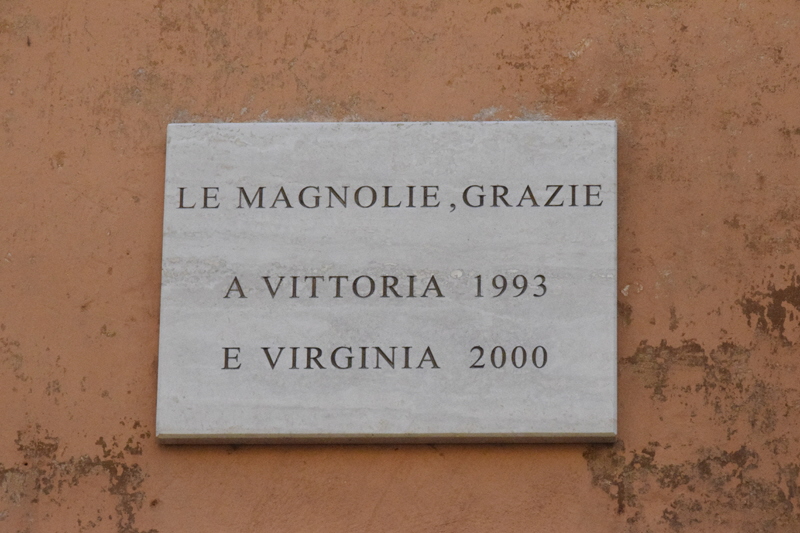 LE MAGNOLIE, GRAZIE
A VITTORIA 1993
E VIRGINIA 2000